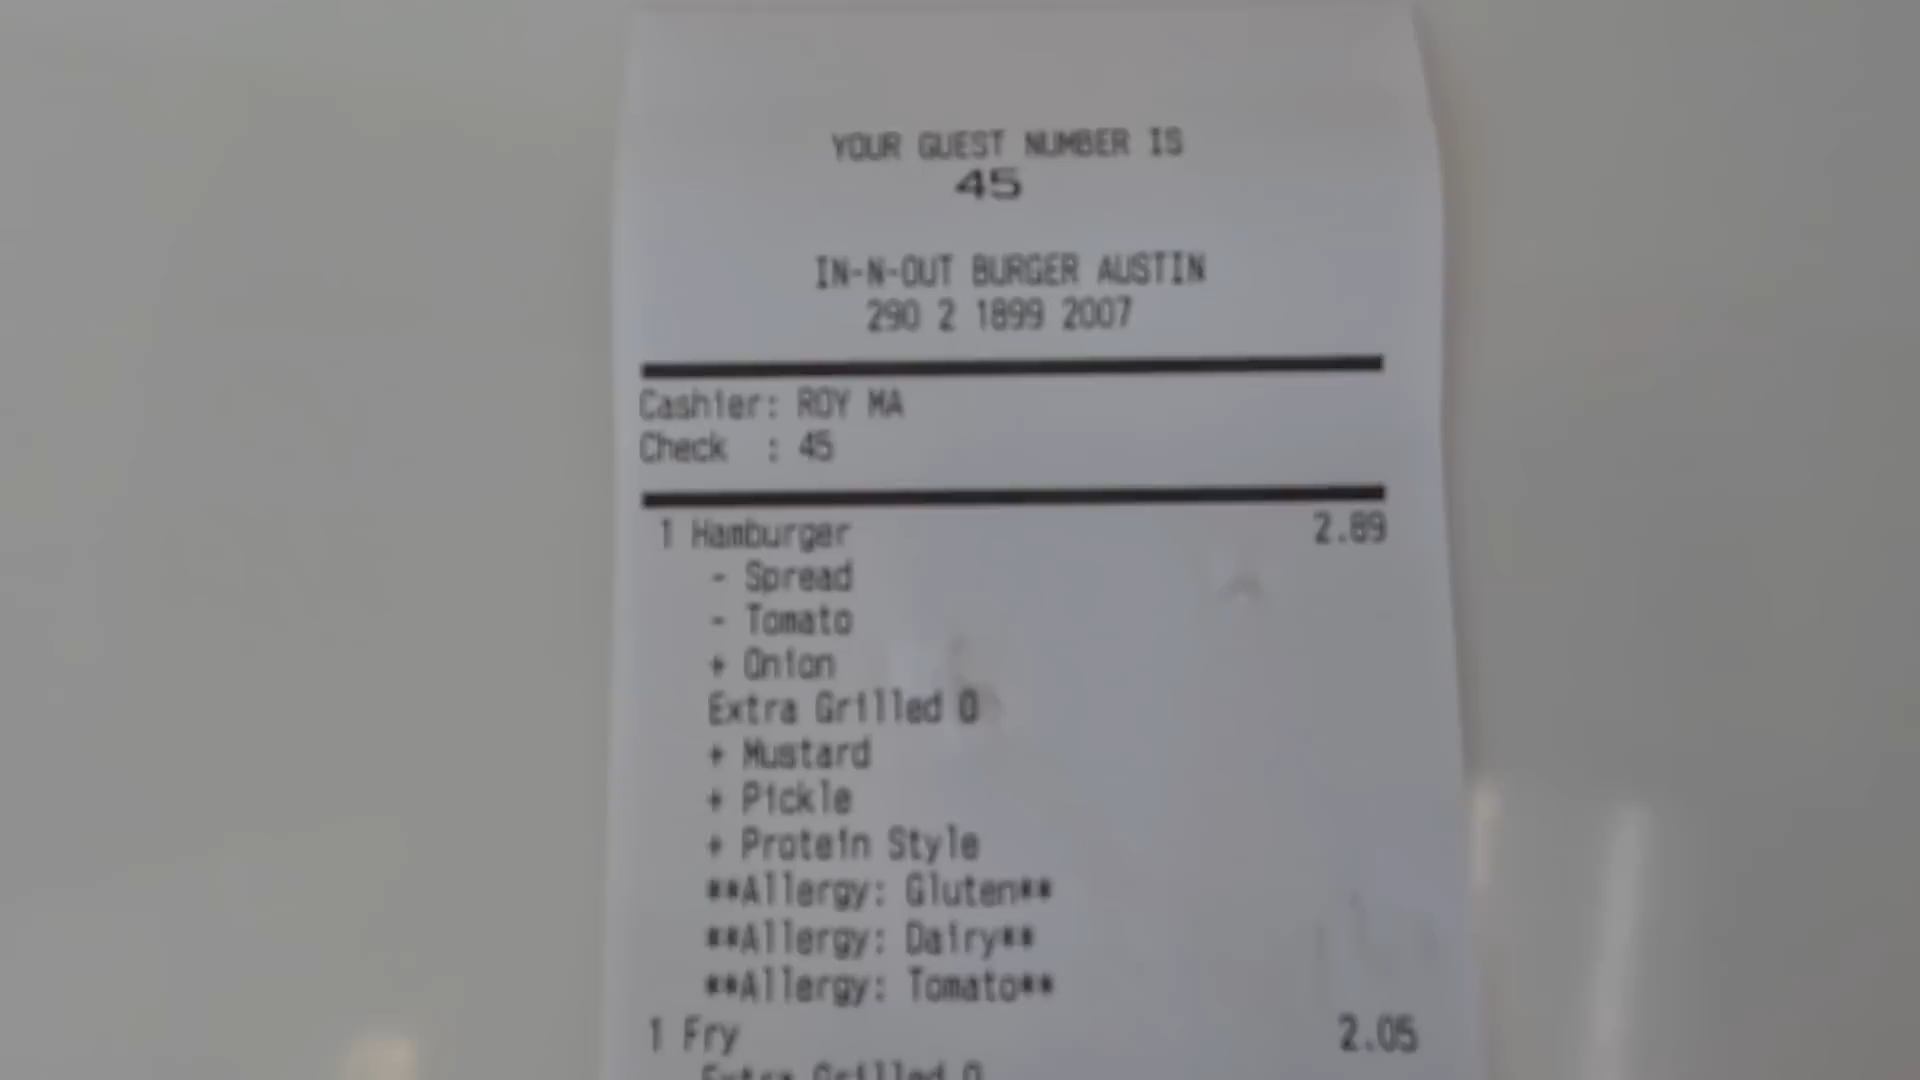 YOUR GUEST NUMBER IS
45
IN-N-OUT BURGER AUSTIN
290 2 1899 2007
Cashier: ROY MA
Check : 45
1 Hamburger 2.89
- Spread
- Tomato
+ Onion
Extra Grilled O
+ Mustard
+ Pickle
+ Protein Style
**Allergy: Gluten**
**Allergy: Dairy**
**Allergy: Tomato**
1 Fry 2.05
Extra Grilled O